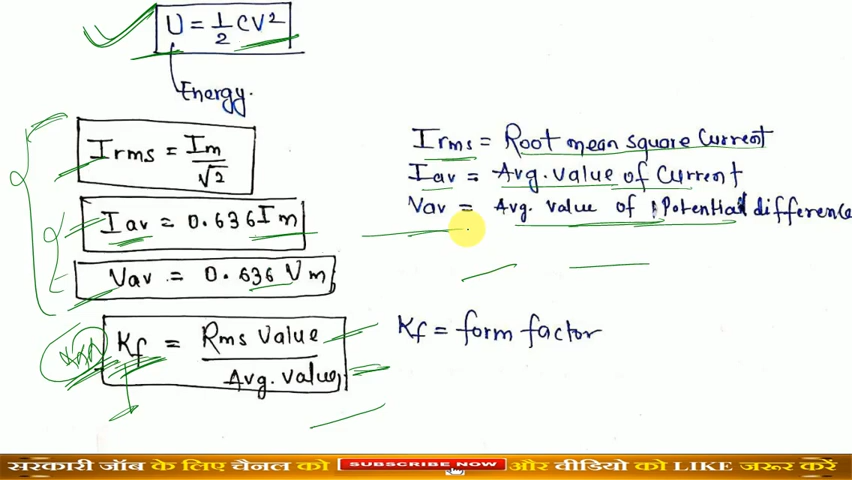 U = 1/2 CV²
Energy.
Irms = Im/√2
Iav = 0.636 Im
Vav = 0.636 Vm
Kf = Rms Value / Avg. value
Irms = Root mean square Current
Iav = Avg. value of Current
Vav = Avg. value of Potential difference
Kf = form factor
सरकारी जॉब के लिए चैनल को SUBSCRIBE NOW और वीडियो को LIKE जरूर करें